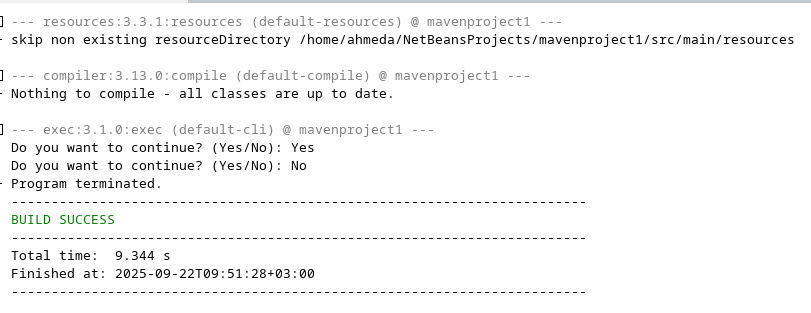 --- resources:3.3.1:resources (default-resources) @ mavenproject1 ---
skip non existing resourceDirectory /home/ahmeda/NetBeansProjects/mavenproject1/src/main/resources
--- compiler:3.13.0:compile (default-compile) @ mavenproject1 ---
Nothing to compile - all classes are up to date.
--- exec:3.1.0:exec (default-cli) @ mavenproject1 ---
Do you want to continue? (Yes/No): Yes
Do you want to continue? (Yes/No): No
Program terminated.
------------------------------------------------------------------------
BUILD SUCCESS
------------------------------------------------------------------------
Total time:  9.344 s
Finished at: 2025-09-22T09:51:28+03:00
------------------------------------------------------------------------